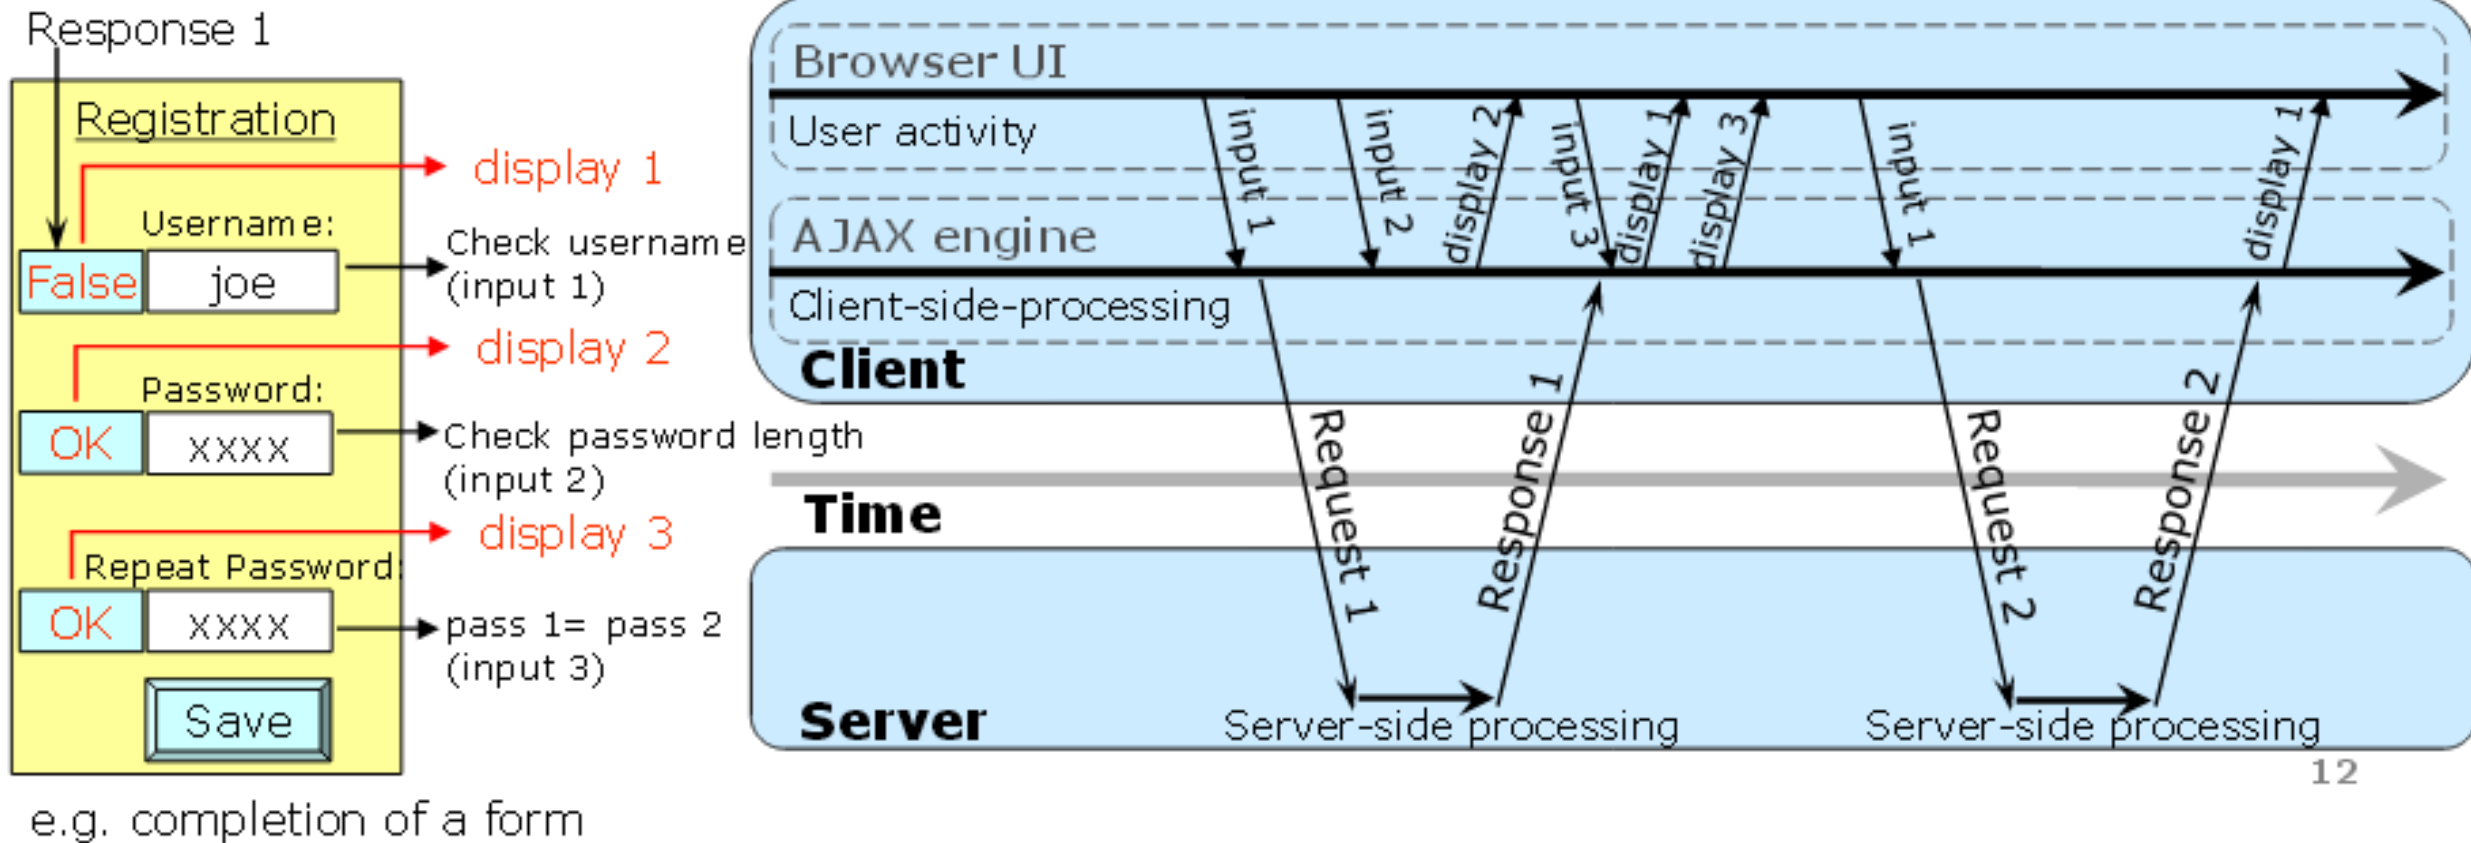 Response 1
Registration
display 1
Username:
False
joe
Check username
(input 1)
display 2
Password:
OK
xxxx
Check password length
(input 2)
display 3
Repeat Password:
OK
xxxx
pass 1= pass 2
(input 3)
Save
e.g. completion of a form
Browser UI
User activity
input 1
input 2
display 2
input 3
display 1
display 3
input 1
display 1
AJAX engine
Client-side-processing
Client
Request 1
Response 1
Request 2
Response 2
Time
Server
Server-side processing
Server-side processing
12